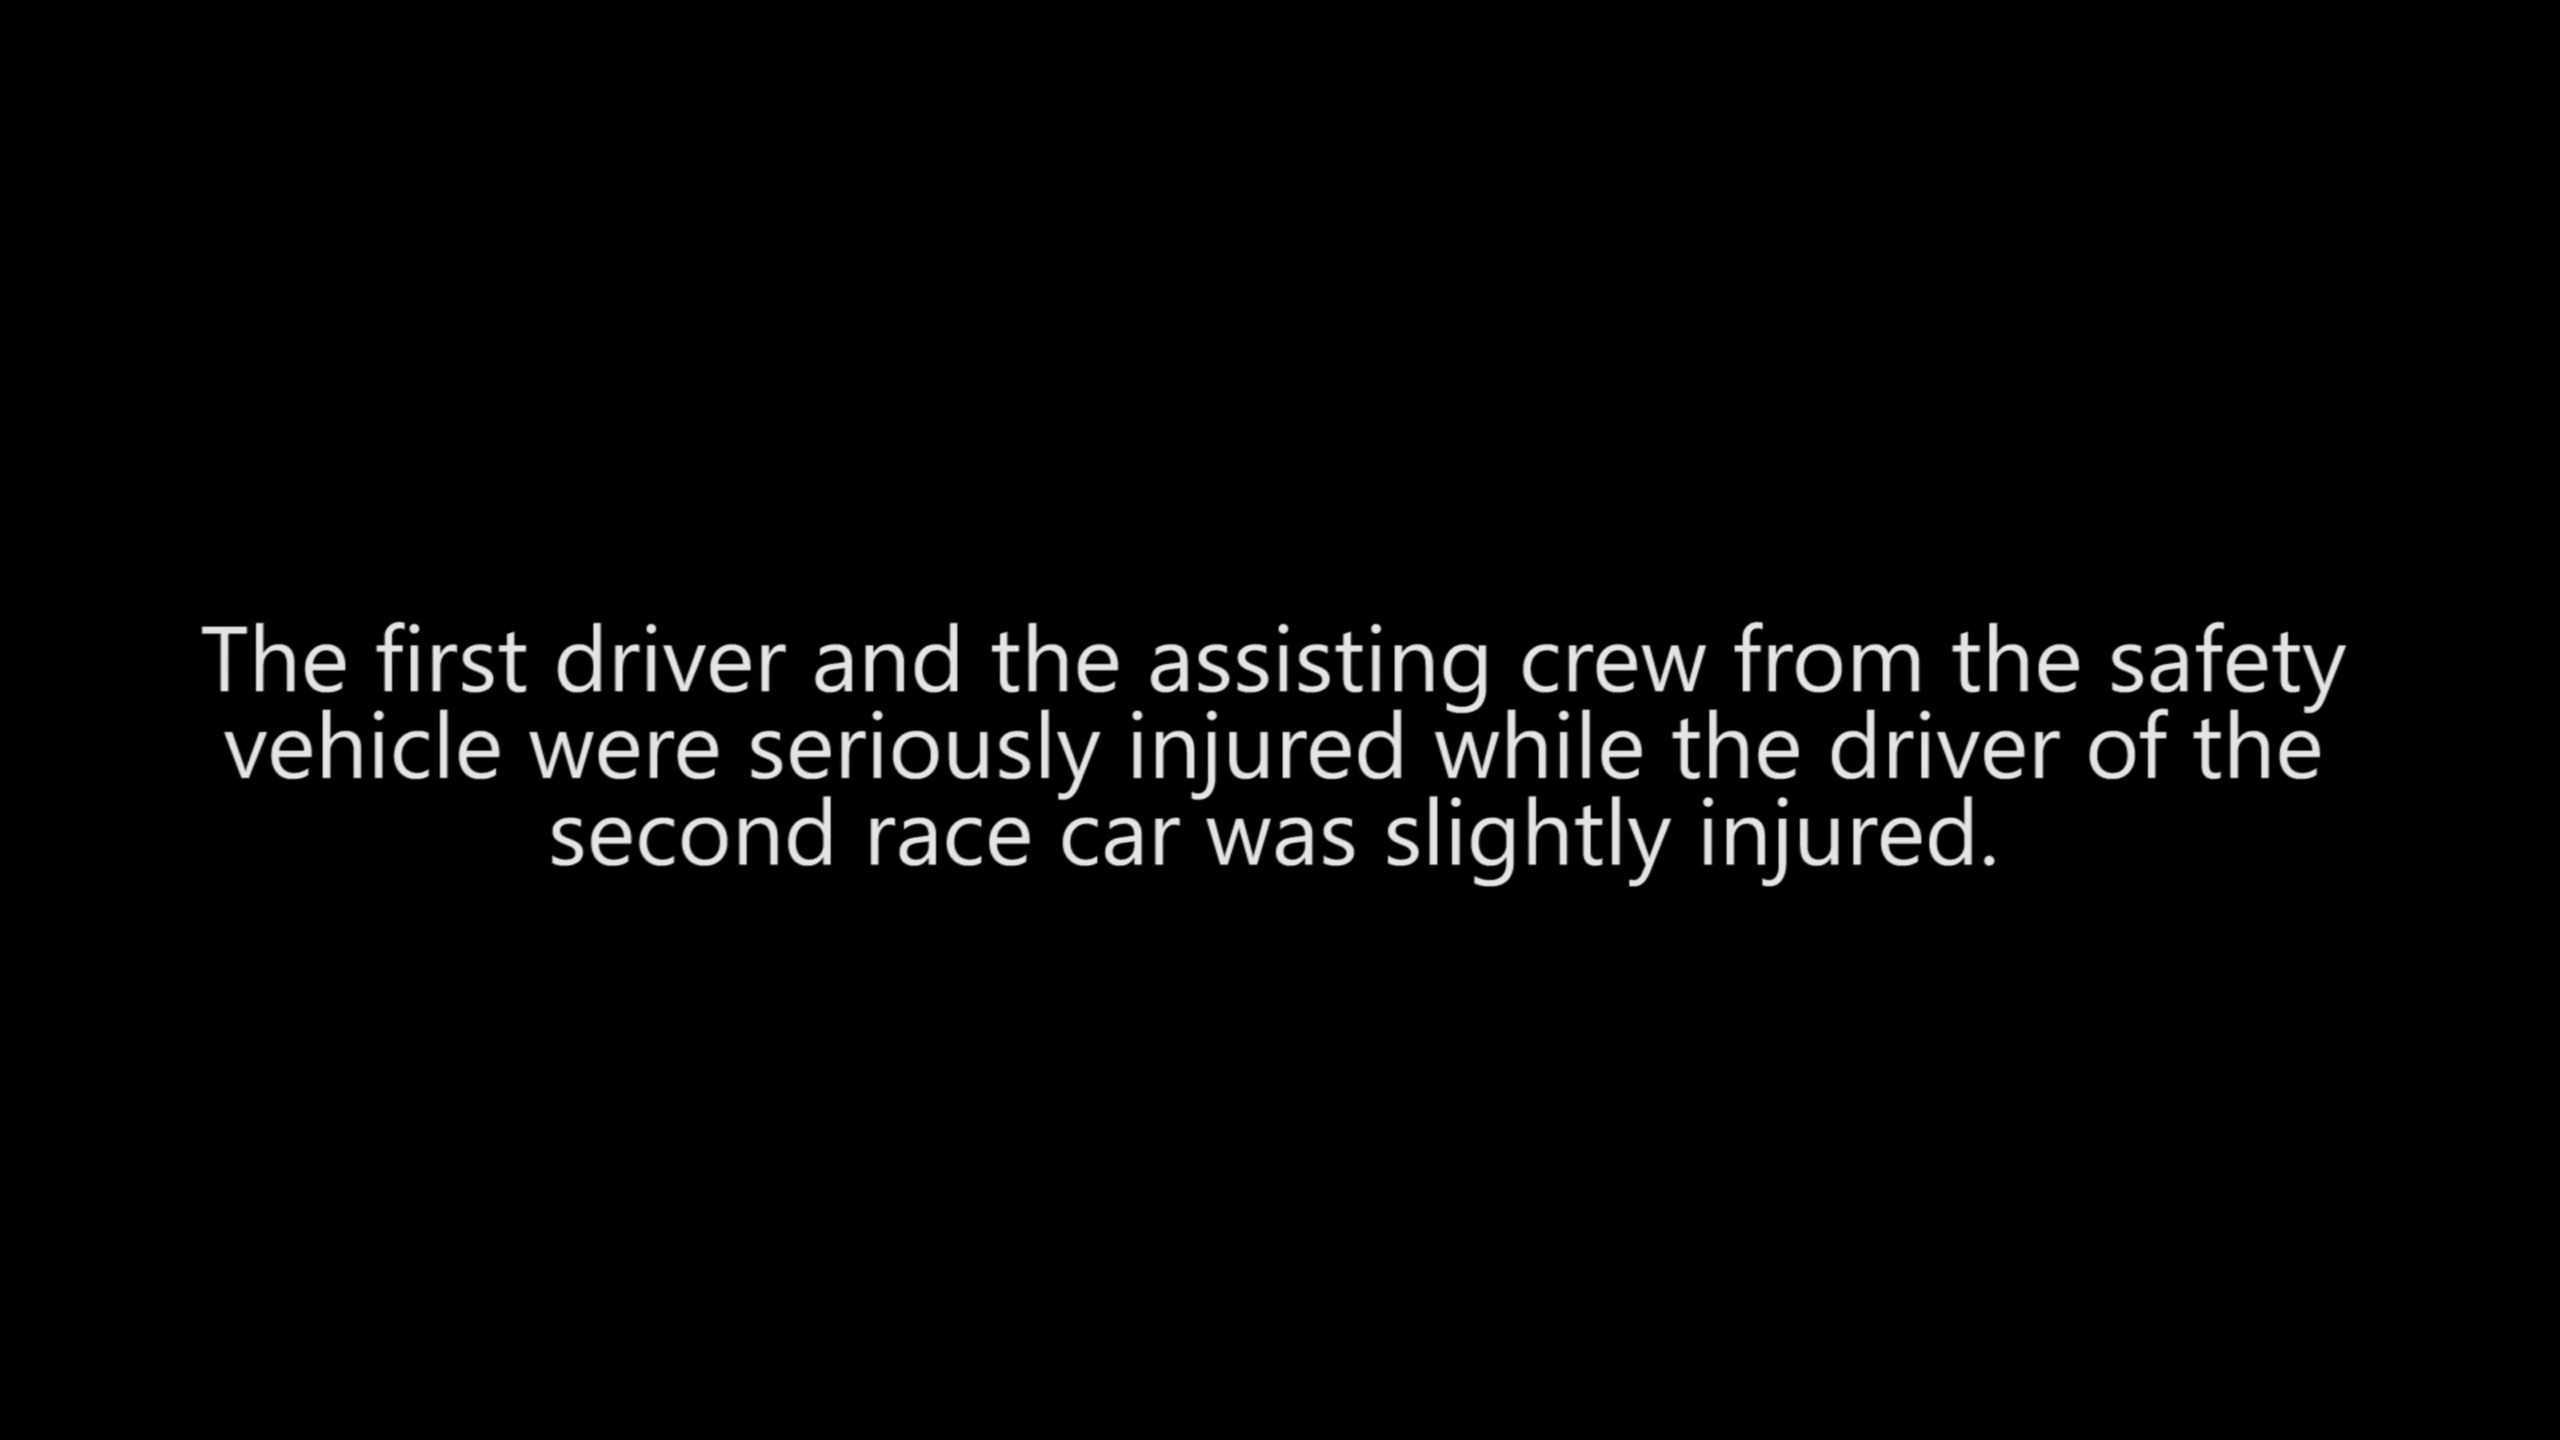 The first driver and the assisting crew from the safety
vehicle were seriously injured while the driver of the
second race car was slightly injured.